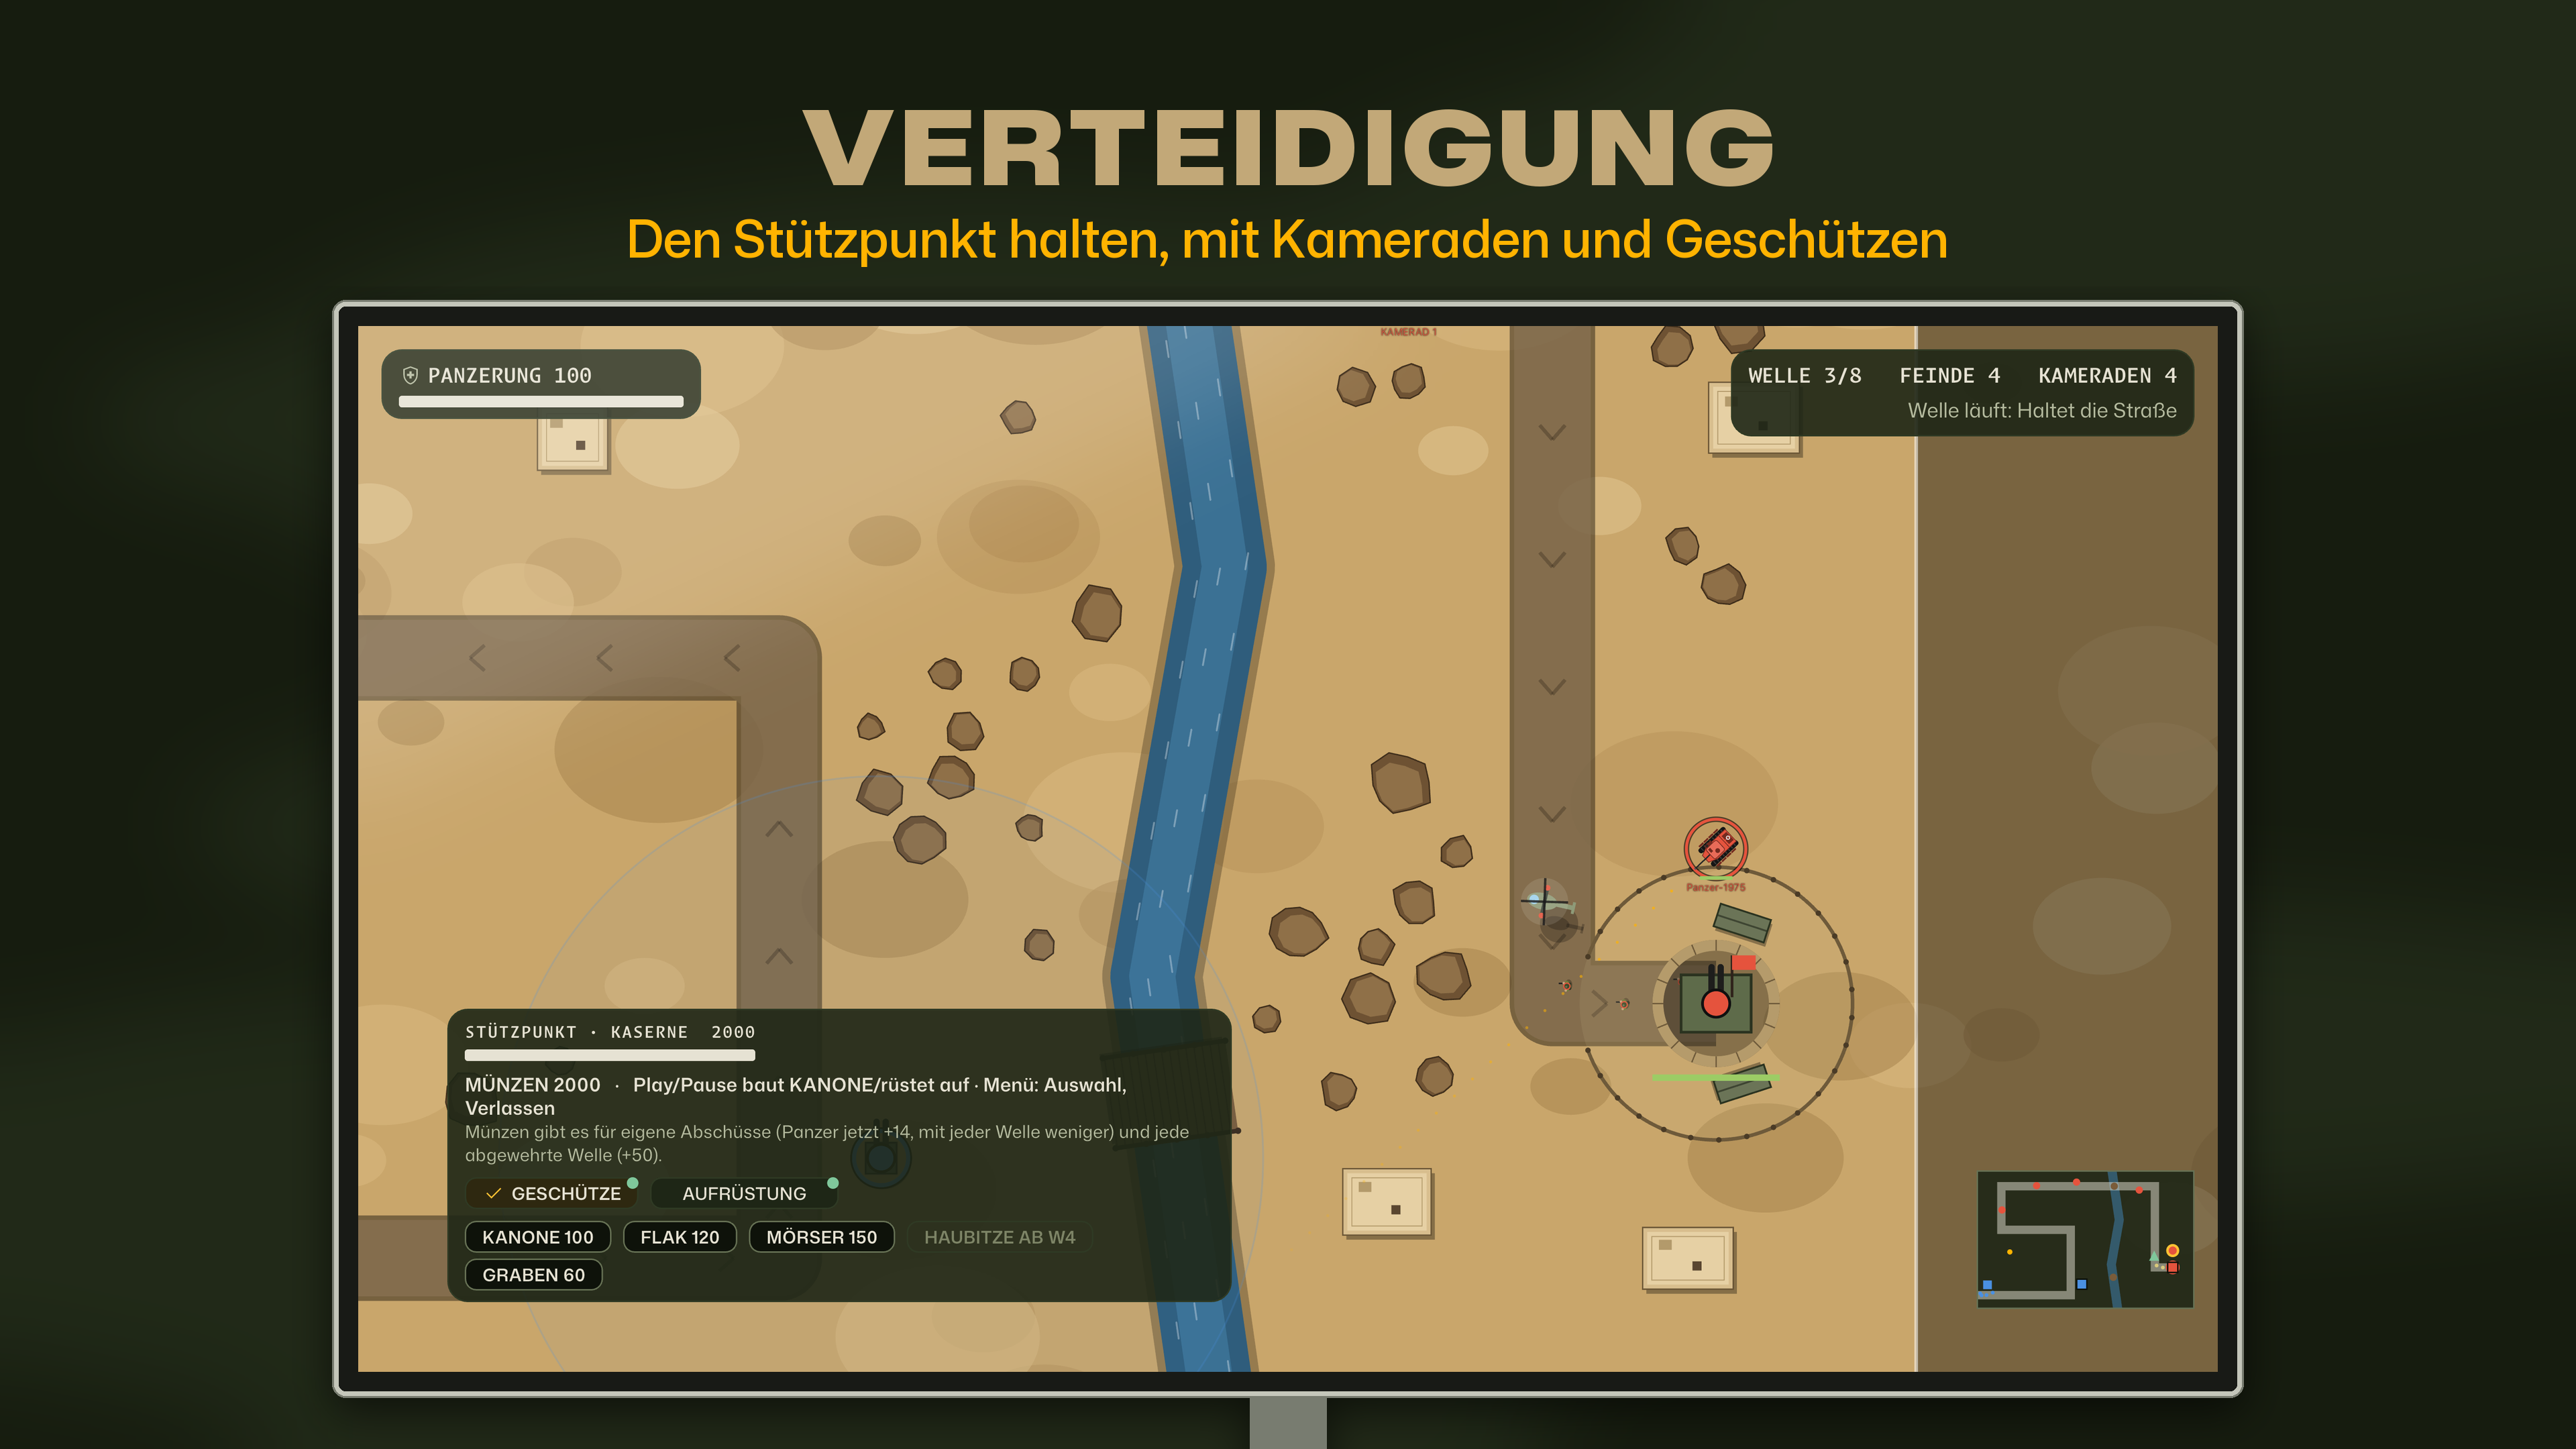 VERTEIDIGUNG
Den Stützpunkt halten, mit Kameraden und Geschützen
KAMERAD 1
PANZERUNG 100
WELLE 3/8 FEINDE 4 KAMERADEN 4
Welle läuft: Haltet die Straße
Panzer-1975
STÜTZPUNKT · KASERNE 2000
MÜNZEN 2000 · Play/Pause baut KANONE/rüstet auf · Menü: Auswahl,
Verlassen
Münzen gibt es für eigene Abschüsse (Panzer jetzt +14, mit jeder Welle weniger) und jede
abgewehrte Welle (+50).
GESCHÜTZE AUFRÜSTUNG
KANONE 100 FLAK 120 MÖRSER 150 HAUBITZE AB W4
GRABEN 60